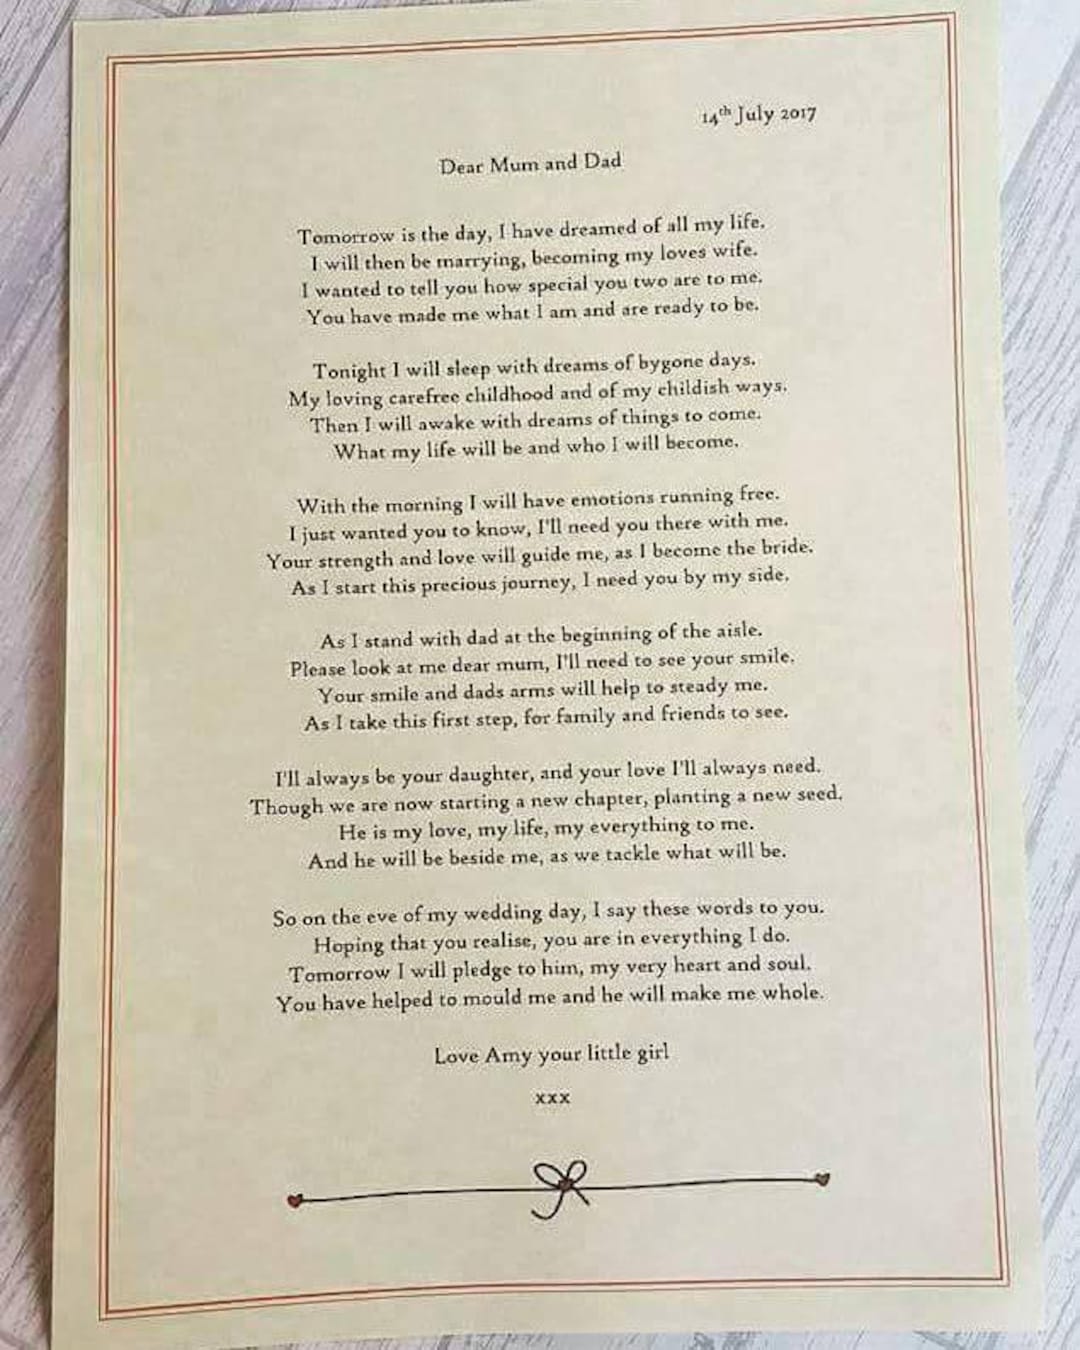 14th July 2017
Dear Mum and Dad
Tomorrow is the day, I have dreamed of all my life.
I will then be marrying, becoming my loves wife.
I wanted to tell you how special you two are to me.
You have made me what I am and are ready to be.
Tonight I will sleep with dreams of bygone days.
My loving carefree childhood and of my childish ways.
Then I will awake with dreams of things to come.
What my life will be and who I will become.
With the morning I will have emotions running free.
I just wanted you to know, I'll need you there with me.
Your strength and love will guide me, as I become the bride.
As I start this precious journey, I need you by my side.
As I stand with dad at the beginning of the aisle.
Please look at me dear mum, I'll need to see your smile.
Your smile and dads arms will help to steady me.
As I take this first step, for family and friends to see.
I'll always be your daughter, and your love I'll always need.
Though we are now starting a new chapter, planting a new seed.
He is my love, my life, my everything to me.
And he will be beside me, as we tackle what will be.
So on the eve of my wedding day, I say these words to you.
Hoping that you realise, you are in everything I do.
Tomorrow I will pledge to him, my very heart and soul.
You have helped to mould me and he will make me whole.
Love Amy your little girl
xxx